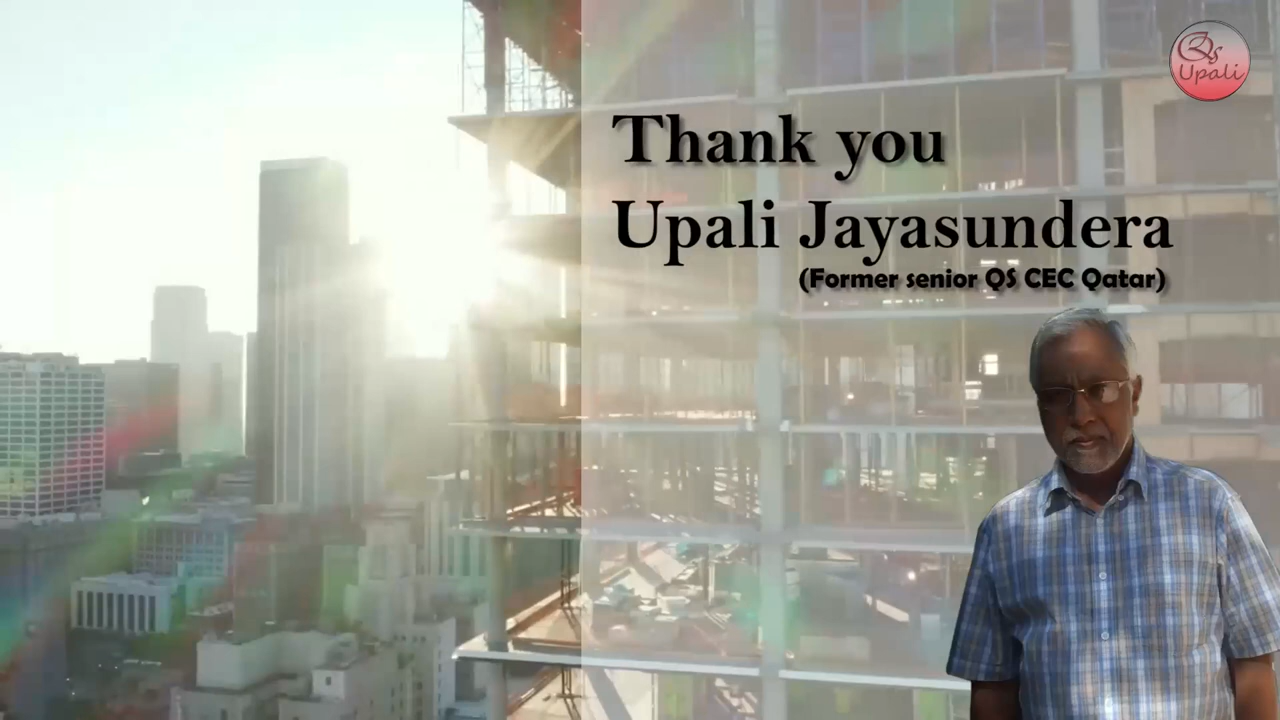 Qs
Upali
Thank you
Upali Jayasundera
(Former senior QS CEC Qatar)